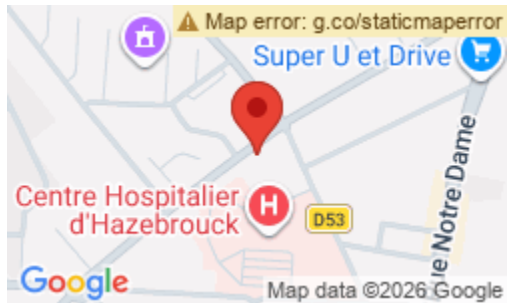 Map error: g.co/staticmaperror
Super U et Drive
Centre Hospitalier
d'Hazebrouck
H
D53
ue Notre Dame
Google
Map data ©2026 Google